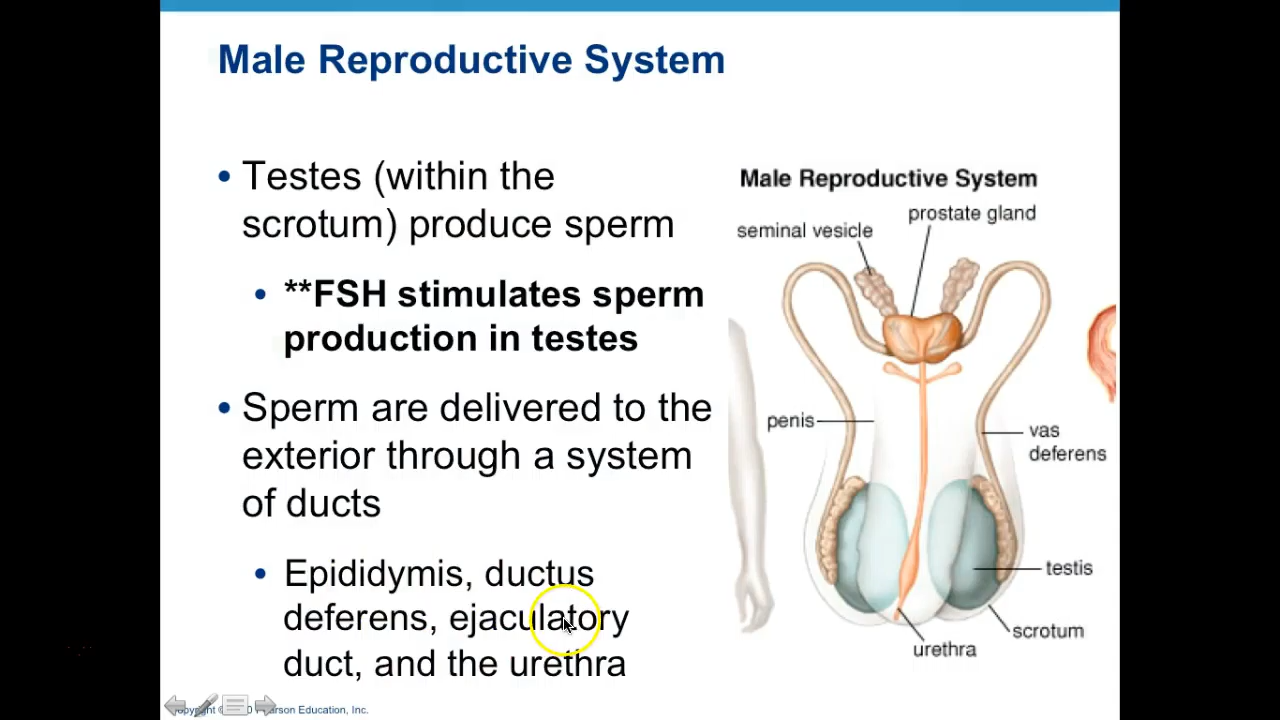 Male Reproductive System
• Testes (within the
scrotum) produce sperm
• **FSH stimulates sperm
production in testes
• Sperm are delivered to the
exterior through a system
of ducts
• Epididymis, ductus
deferens, ejaculatory
duct, and the urethra
Male Reproductive System
prostate gland
seminal vesicle
penis
vas
deferens
testis
scrotum
urethra
Pearson Education, Inc.